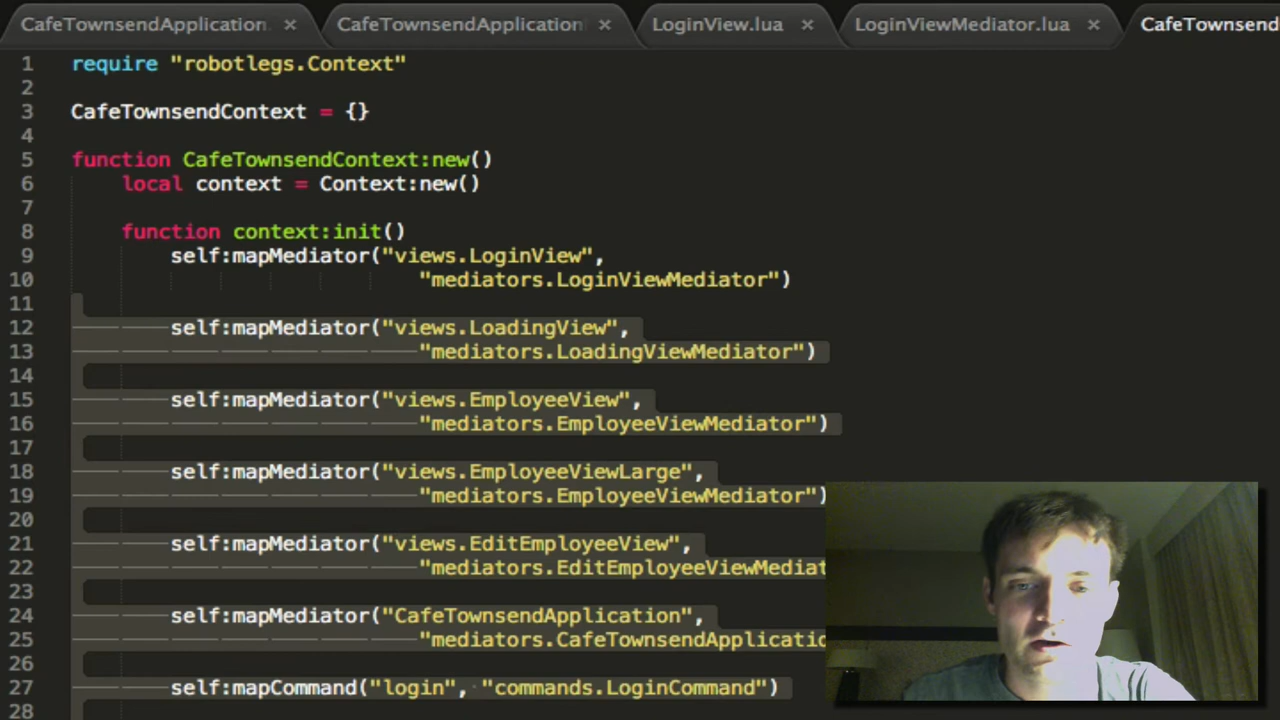 CafeTownsendApplication
CafeTownsendApplication
LoginView.lua
LoginViewMediator.lua
CafeTownsend
1 require "robotlegs.Context"
2
3 CafeTownsendContext = {}
4
5 function CafeTownsendContext:new()
6 local context = Context:new()
7
8 function context:init()
9 self:mapMediator("views.LoginView",
10 "mediators.LoginViewMediator")
11
12 self:mapMediator("views.LoadingView",
13 "mediators.LoadingViewMediator")
14
15 self:mapMediator("views.EmployeeView",
16 "mediators.EmployeeViewMediator")
17
18 self:mapMediator("views.EmployeeViewLarge",
19 "mediators.EmployeeViewMediator")
20
21 self:mapMediator("views.EditEmployeeView",
22 "mediators.EditEmployeeViewMediat
23
24 self:mapMediator("CafeTownsendApplication",
25 "mediators.CafeTownsendApplicatio
26
27 self:mapCommand("login", "commands.LoginCommand")
28